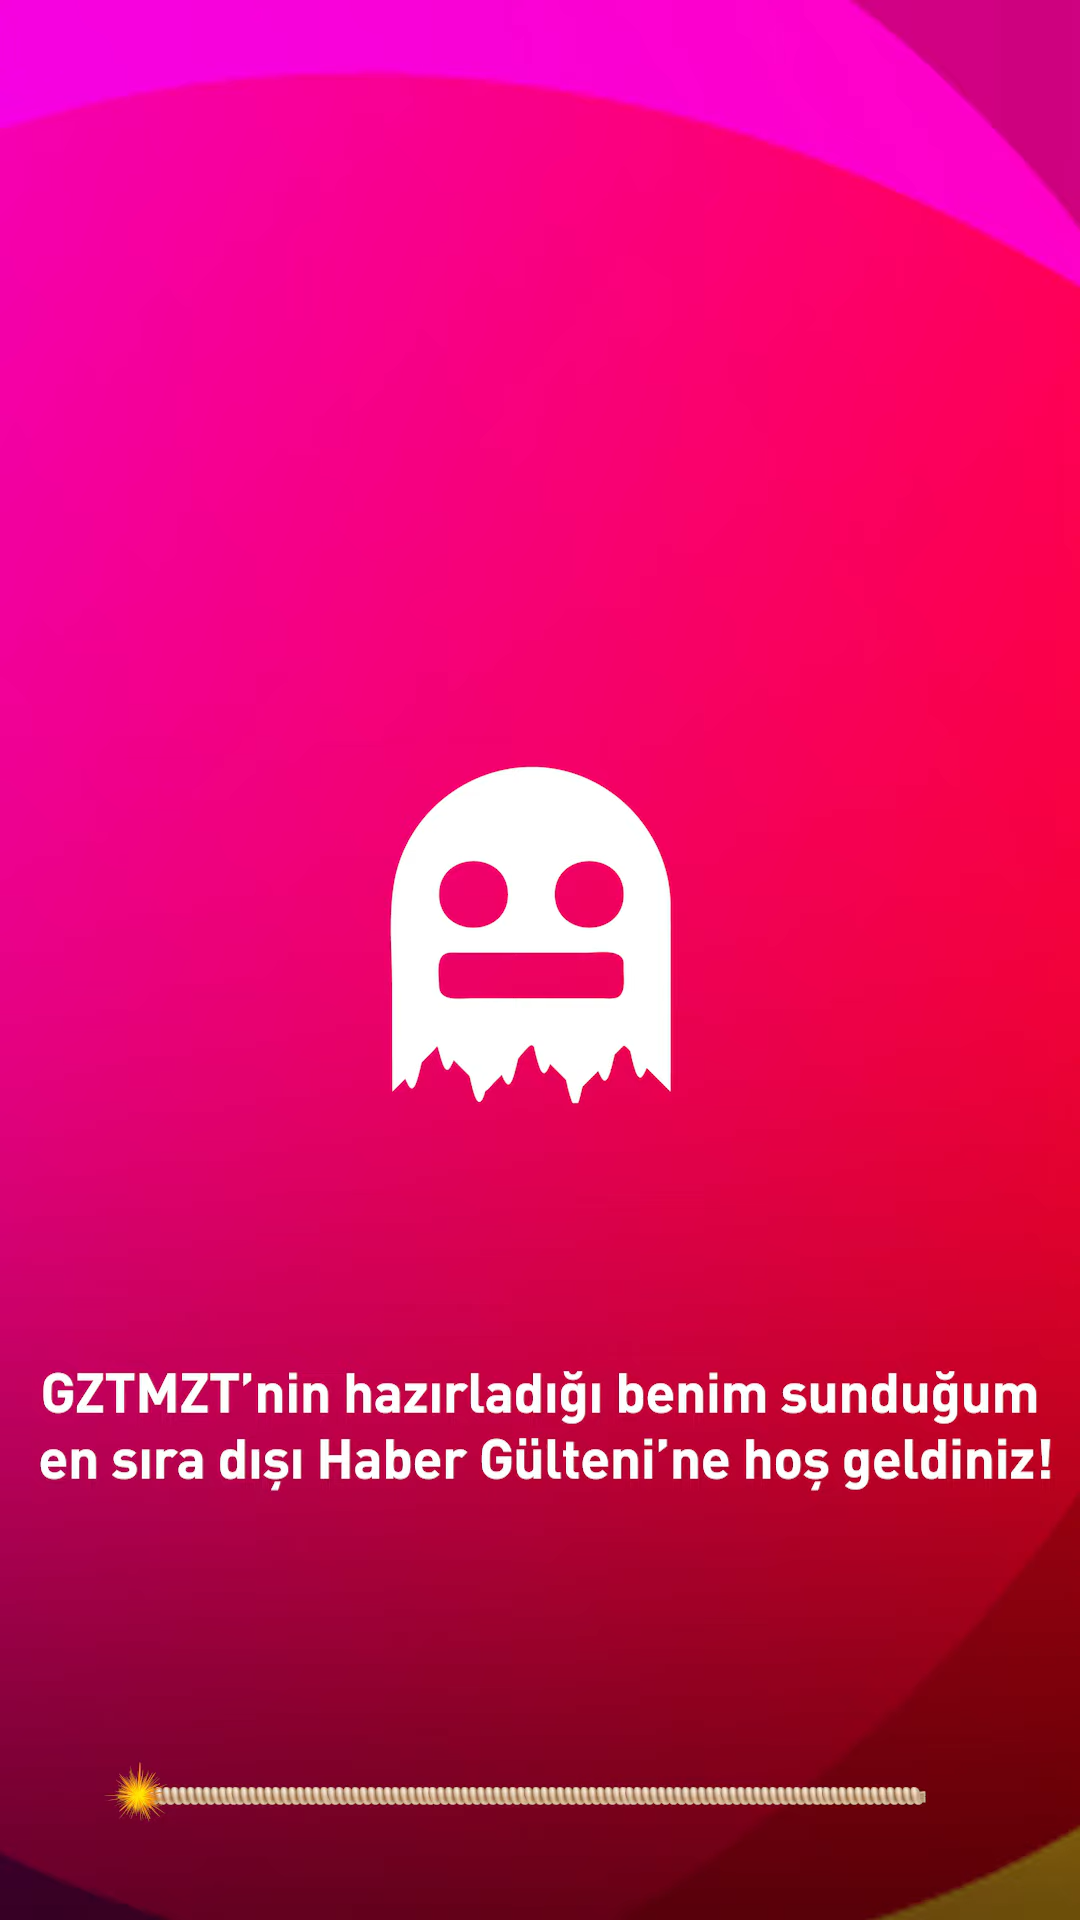 GZTMZT’nin hazırladığı benim sunduğum
en sıra dışı Haber Gülteni’ne hoş geldiniz!